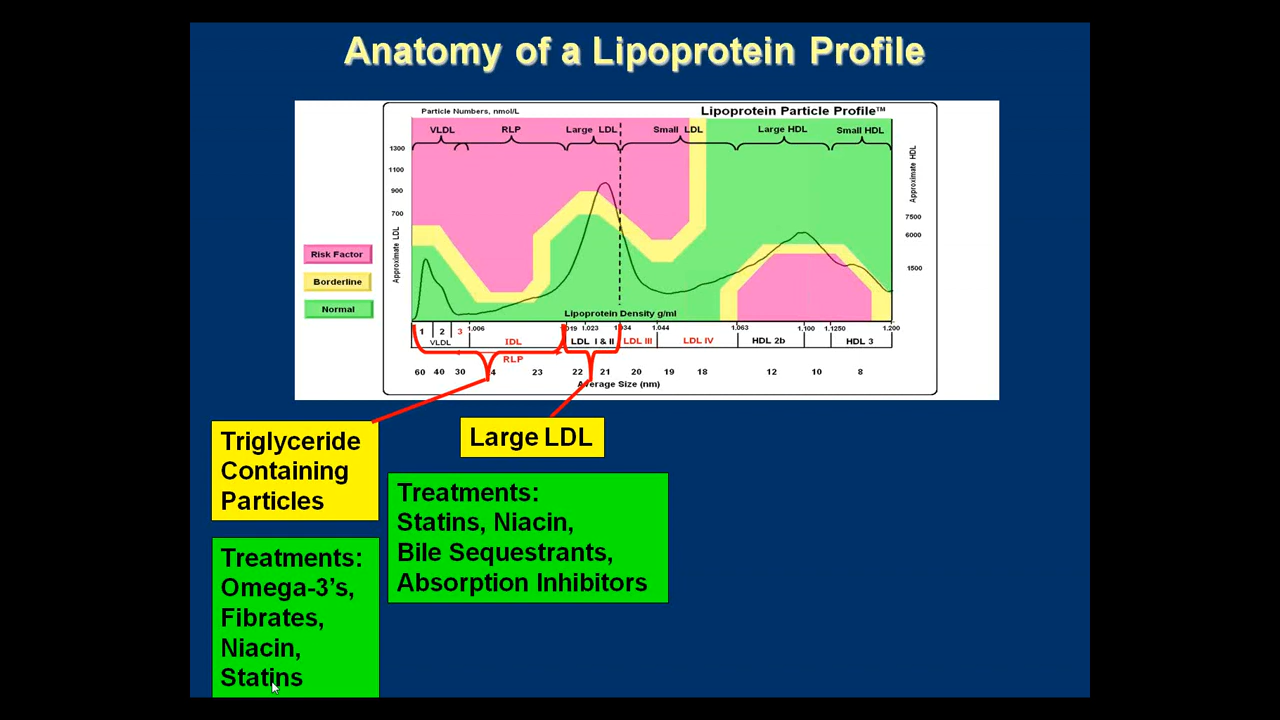 Anatomy of a Lipoprotein Profile
Particle Numbers, nmol/L
Lipoprotein Particle Profile™
VLDL RLP Large LDL Small LDL Large HDL Small HDL
1300
1100
900
700
Approximate LDL
Approximate HDL
7500
6000
1500
Risk Factor
Borderline
Normal
Lipoprotein Density g/ml
1.006 1.023 1.044 1.063 1.100 1.1250 1.200
1 2 3
VLDL IDL LDL I & II LDL III LDL IV HDL 2b HDL 3
RLP
60 40 30 23 22 21 20 19 18 12 10 8
Average Size (nm)
Triglyceride
Containing
Particles
Large LDL
Treatments:
Statins, Niacin,
Bile Sequestrants,
Absorption Inhibitors
Treatments:
Omega-3's,
Fibrates,
Niacin,
Statins